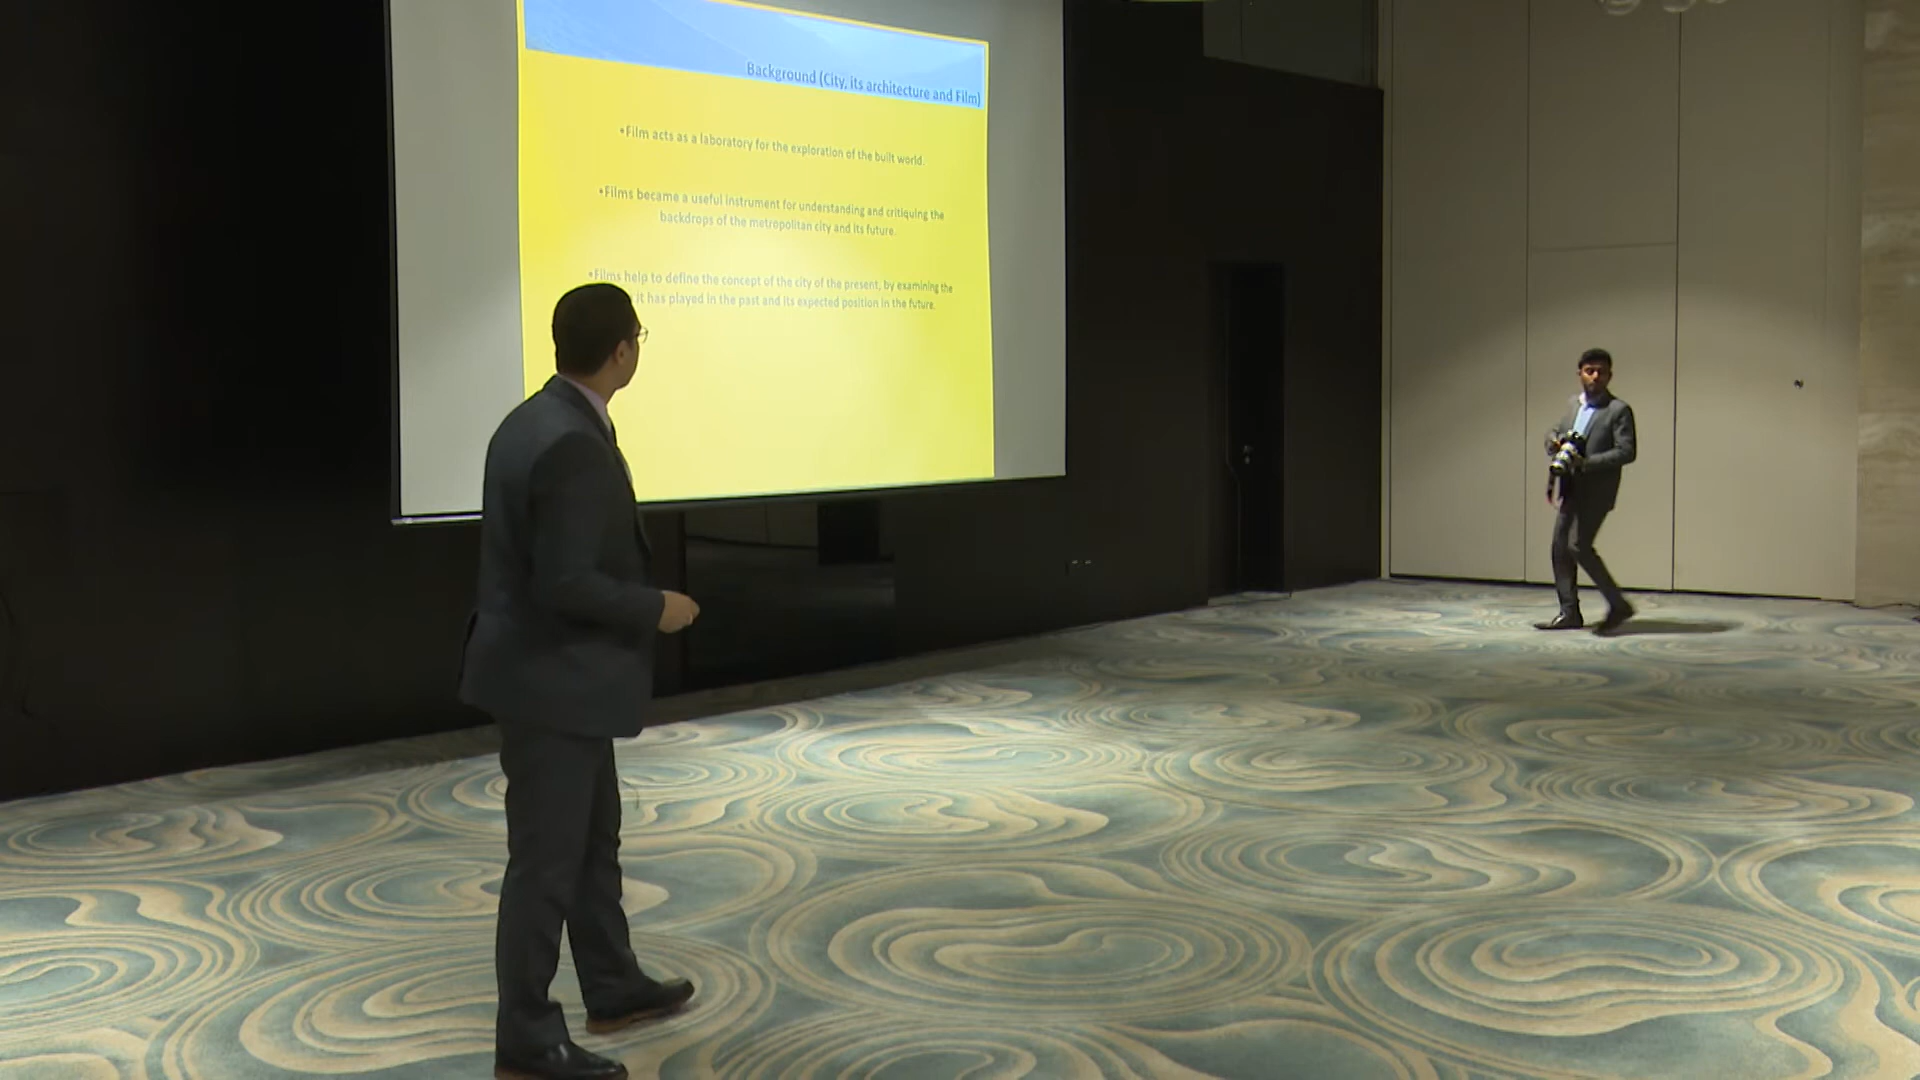 Background (City, its architecture and Film)
•Film acts as a laboratory for the exploration of the built world.
•Films became a useful instrument for understanding and critiquing the
backdrops of the metropolitan city and its future.
•Films help to define the concept of the city of the present, by examining the
it has played in the past and its expected position in the future.